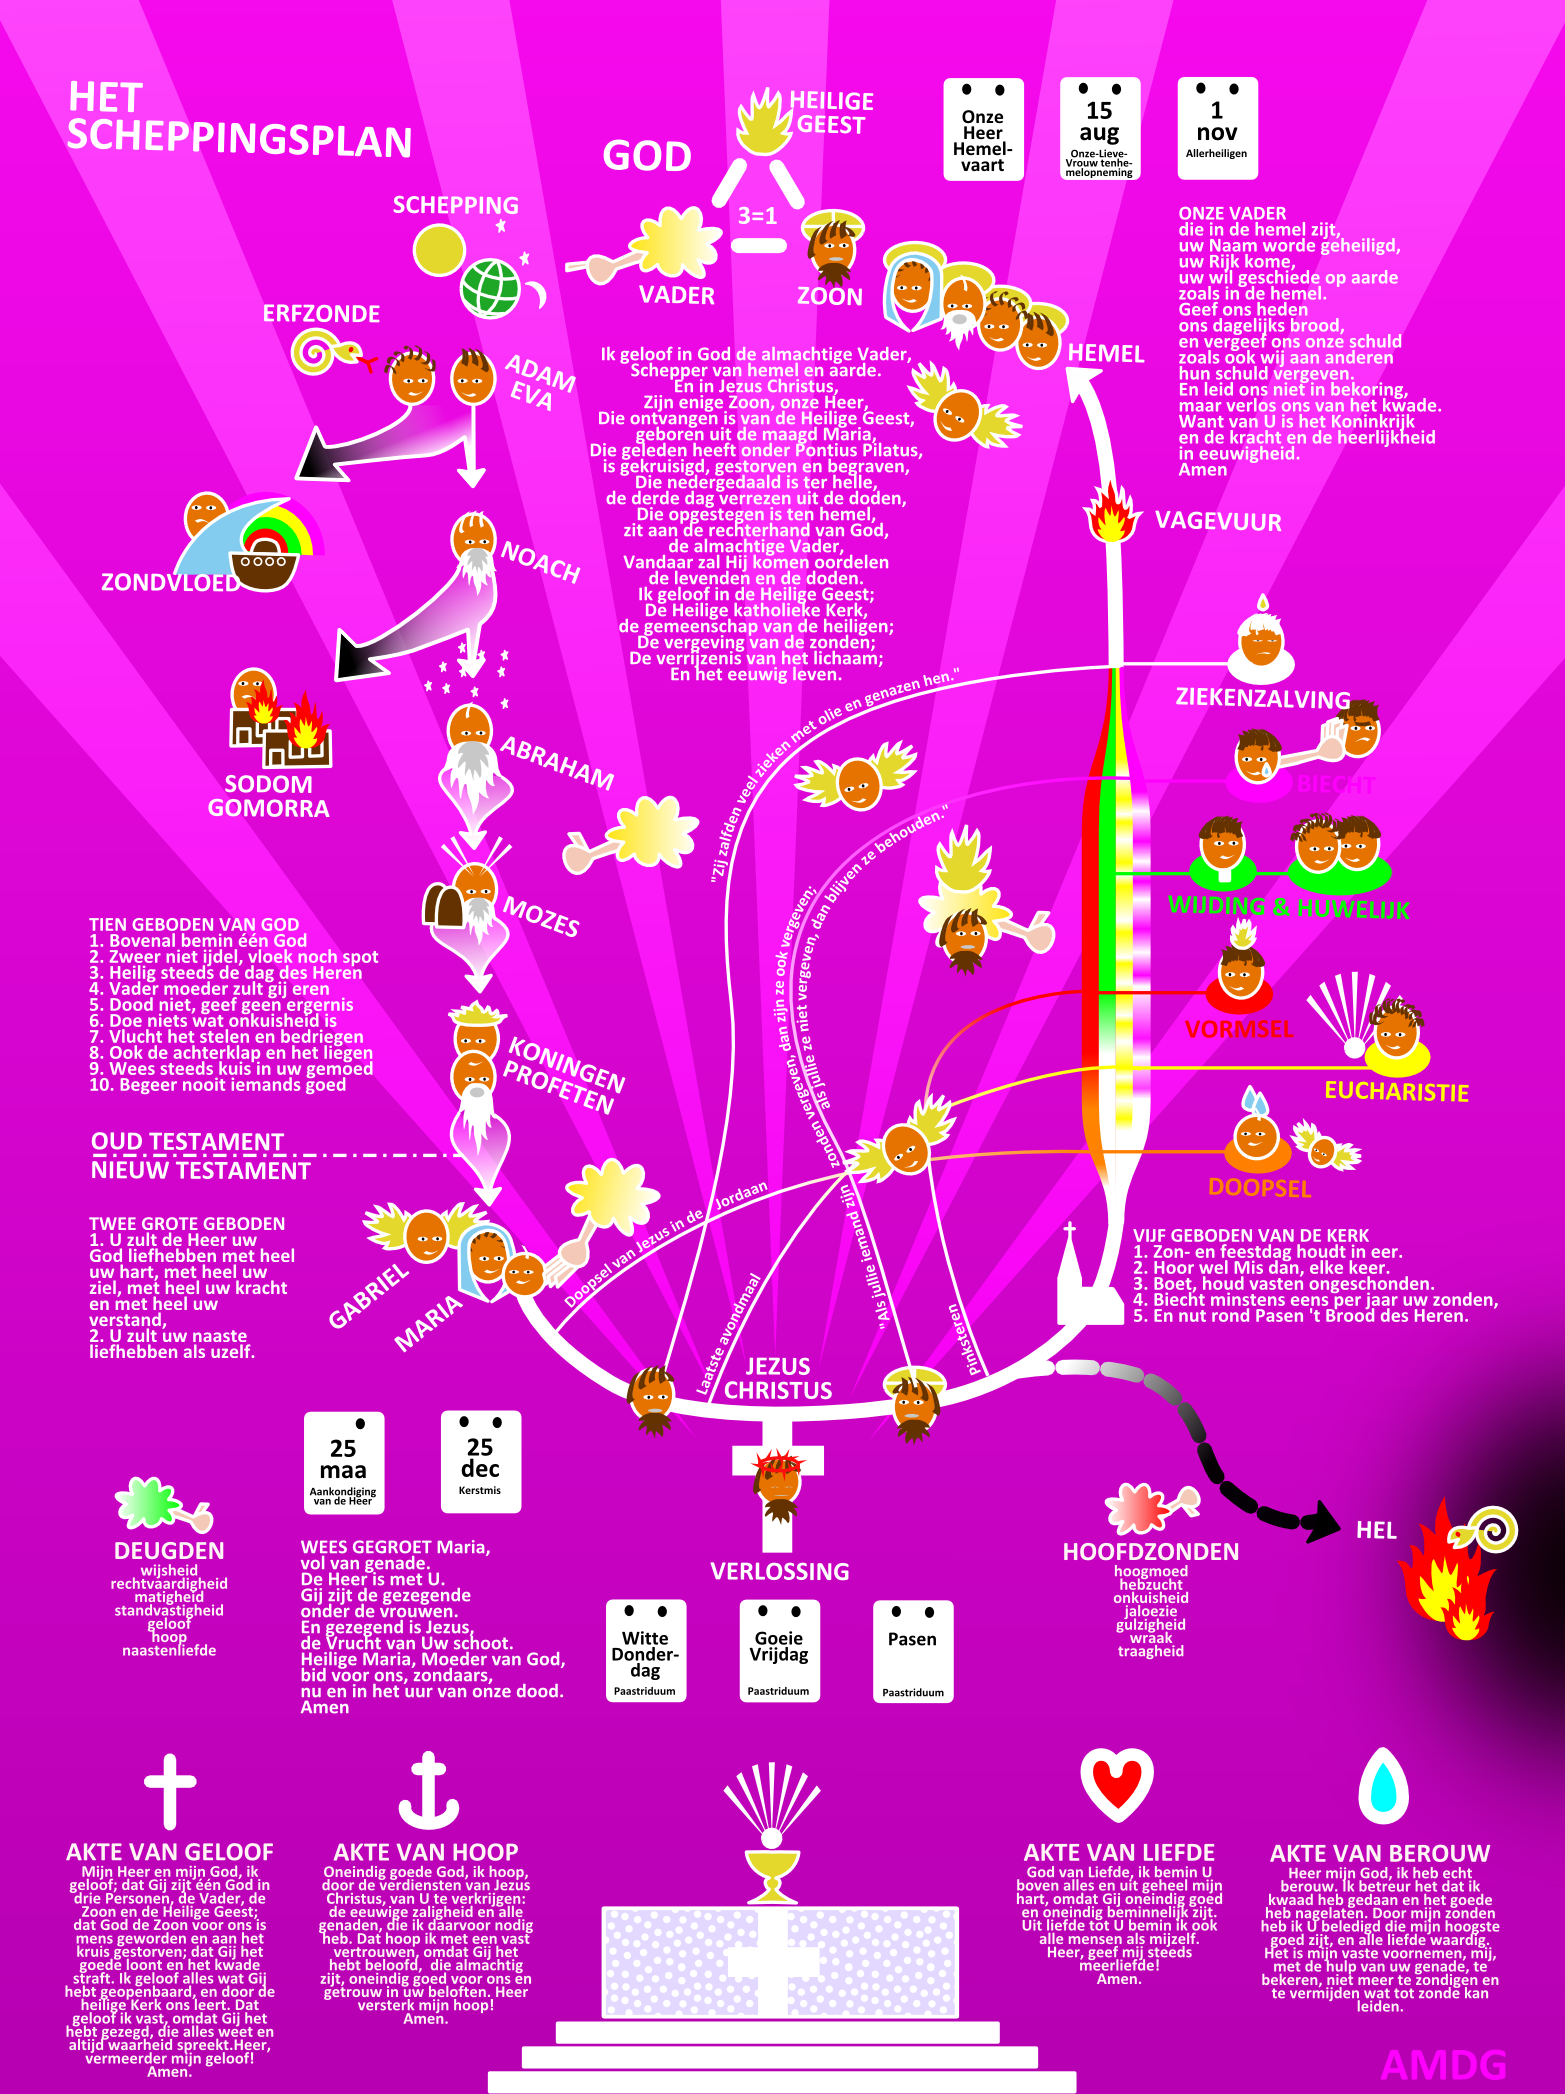 HET
SCHEPPINGSPLAN
GOD
HEILIGE
GEEST
3=1
VADER
ZOON
Onze
Heer
Hemel-
vaart
15
aug
Onze-Lieve-
Vrouw tenhe-
melopneming
1
nov
Allerheiligen
SCHEPPING
ERFZONDE
ADAM
EVA
HEMEL
ONZE VADER
die in de hemel zijt,
uw Naam worde geheiligd,
uw Rijk kome,
uw wil geschiede op aarde
zoals in de hemel.
Geef ons heden
ons dagelijks brood,
en vergeef ons onze schuld
zoals ook wij aan anderen
hun schuld vergeven.
En leid ons niet in bekoring,
maar verlos ons van het kwade.
Want van U is het Koninkrijk
en de kracht en de heerlijkheid
in eeuwigheid.
Amen
Ik geloof in God de almachtige Vader,
Schepper van hemel en aarde.
En in Jezus Christus,
Zijn enige Zoon, onze Heer,
Die ontvangen is van de Heilige Geest,
geboren uit de maagd Maria,
Die geleden heeft onder Pontius Pilatus,
is gekruisigd, gestorven en begraven,
Die nedergedaald is ter helle,
de derde dag verrezen uit de doden,
Die opgestegen is ten hemel,
zit aan de rechterhand van God,
de almachtige Vader,
Vandaar zal Hij komen oordelen
de levenden en de doden.
Ik geloof in de Heilige Geest;
De Heilige katholieke Kerk,
de gemeenschap van de heiligen;
De vergeving van de zonden;
De verrijzenis van het lichaam;
En het eeuwig leven.
VAGEVUUR
NOACH
ZONDVLOED
SODOM
GOMORRA
ABRAHAM
MOZES
KONINGEN
PROFETEN
"Zij zalfden veel zieken met olie en genazen hen."
ZIEKENZALVING
BIECHT
WIJDING & HUWELIJK
VORMSEL
EUCHARISTIE
DOOPSEL
"Als jullie iemand zijn zonden vergeven, dan zijn ze ook vergeven;
als jullie ze niet vergeven, dan blijven ze behouden."
TIEN GEBODEN VAN GOD
1. Bovenal bemin één God
2. Zweer niet ijdel, vloek noch spot
3. Heilig steeds de dag des Heren
4. Vader moeder zult gij eren
5. Dood niet, geef geen ergernis
6. Doe niets wat onkuisheid is
7. Vlucht het stelen en bedriegen
8. Ook de achterklap en het liegen
9. Wees steeds kuis in uw gemoed
10. Begeer nooit iemands goed
OUD TESTAMENT
NIEUW TESTAMENT
TWEE GROTE GEBODEN
1. U zult de Heer uw
God liefhebben met heel
uw hart, met heel uw
ziel, met heel uw kracht
en met heel uw
verstand,
2. U zult uw naaste
liefhebben als uzelf.
GABRIEL
MARIA
Doopsel van Jezus in de Jordaan
Laatste avondmaal
Pinksteren
JEZUS
CHRISTUS
VERLOSSING
VIJF GEBODEN VAN DE KERK
1. Zon- en feestdag houdt in eer.
2. Hoor wel Mis dan, elke keer.
3. Boet, houd vasten ongeschonden.
4. Biecht minstens eens per jaar uw zonden,
5. En nut rond Pasen 't Brood des Heren.
25
maa
Aankondiging
van de Heer
25
dec
Kerstmis
DEUGDEN
wijsheid
rechtvaardigheid
matigheid
standvastigheid
geloof
hoop
naastenliefde
WEES GEGROET Maria,
vol van genade.
De Heer is met U.
Gij zijt de gezegende
onder de vrouwen.
En gezegend is Jezus,
de Vrucht van Uw schoot.
Heilige Maria, Moeder van God,
bid voor ons, zondaars,
nu en in het uur van onze dood.
Amen
Witte
Donder-
dag
Paastriduum
Goeie
Vrijdag
Paastriduum
Pasen
Paastriduum
HOOFDZONDEN
hoogmoed
hebzucht
onkuisheid
jaloezie
gulzigheid
wraak
traagheid
HEL
AKTE VAN GELOOF
Mijn Heer en mijn God, ik
geloof; dat Gij zijt één God in
drie Personen, de Vader, de
Zoon en de Heilige Geest;
dat God de Zoon voor ons is
mens geworden en aan het
kruis gestorven; dat Gij het
goede loont en het kwade
straft. Ik geloof alles wat Gij
hebt geopenbaard, en door de
heilige Kerk ons leert. Dat
geloof ik vast, omdat Gij het
hebt gezegd, die alles weet en
altijd waarheid spreekt.Heer,
vermeerder mijn geloof!
Amen.
AKTE VAN HOOP
Oneindig goede God, ik hoop,
door de verdiensten van Jezus
Christus, van U te verkrijgen:
de eeuwige zaligheid en alle
genaden, die ik daarvoor nodig
heb. Dat hoop ik met een vast
vertrouwen, omdat Gij het
hebt beloofd, die almachtig
zijt, oneindig goed voor ons en
getrouw in uw beloften. Heer
versterk mijn hoop!
Amen.
AKTE VAN LIEFDE
God van Liefde, ik bemin U
boven alles en uit geheel mijn
hart, omdat Gij oneindig goed
en oneindig beminnelijk zijt.
Uit liefde tot U bemin ik ook
alle mensen als mijzelf.
Heer, geef mij steeds
meerliefde!
Amen.
AKTE VAN BEROUW
Heer mijn God, ik heb echt
berouw. Ik betreur het dat ik
kwaad heb gedaan en het goede
heb nagelaten. Door mijn zonden
heb ik U beledigd die mijn hoogste
goed zijt, en alle liefde waardig.
Het is mijn vaste voornemen, mij,
met de hulp van uw genade, te
bekeren, niet meer te zondigen en
te vermijden wat tot zonde kan
leiden.
AMDG